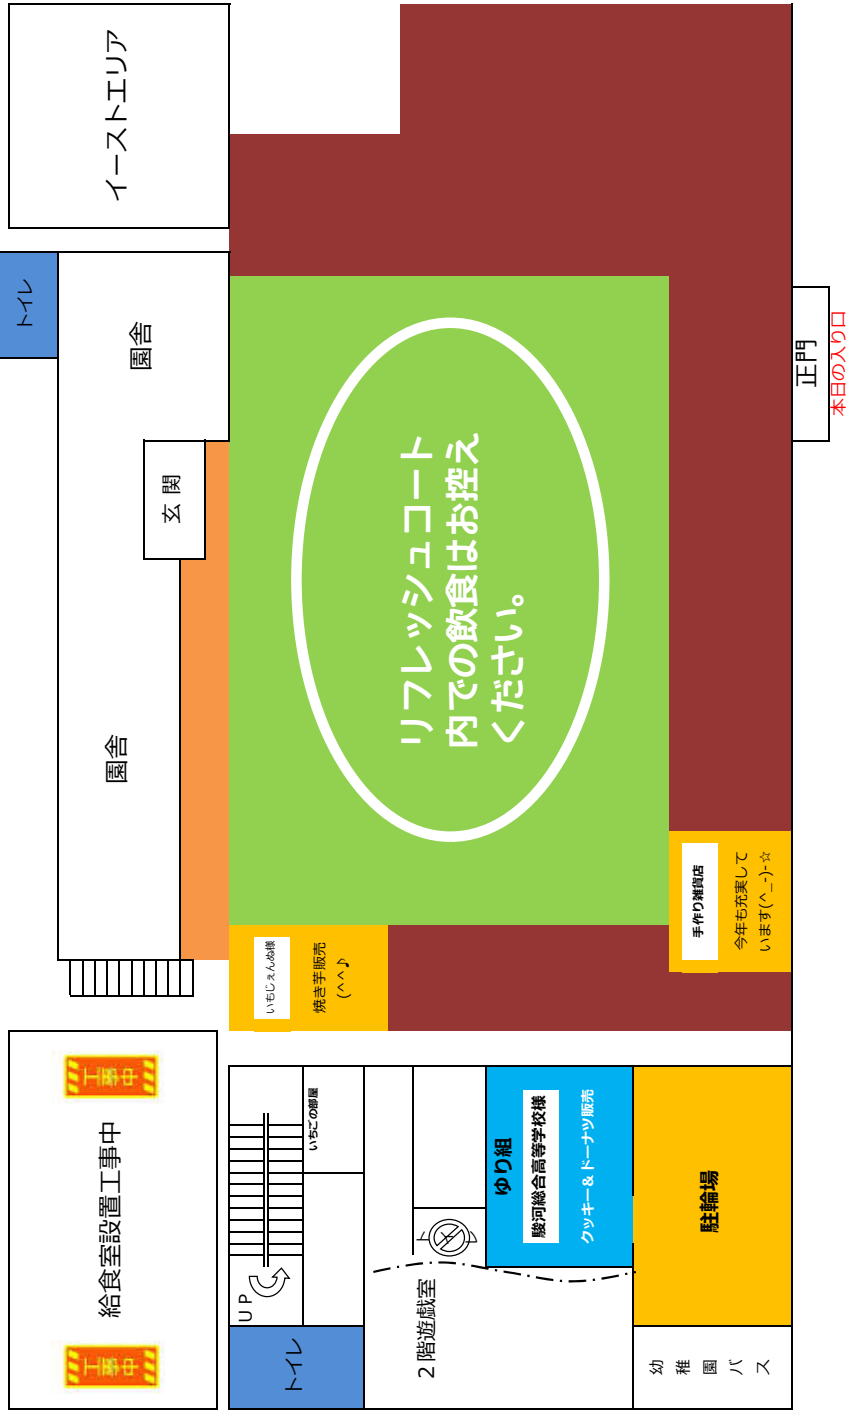 イーストエリア
トイレ
園舎
玄 関
園舎
正門
本日の入り口
リフレッシュコート
内での飲食はお控え
ください。
手作り雑貨店
今年も充実して
います(^_-)-☆
いもじぇんぬ様
焼き芋販売
(^^♪
工事中
給食室設置工事中
工事中
いちごの部屋
UP
トイレ
2階遊戯室
ゆり組
駿河総合高等学校様
クッキー＆ドーナツ販売
駐輪場
幼
稚
園
バ
ス